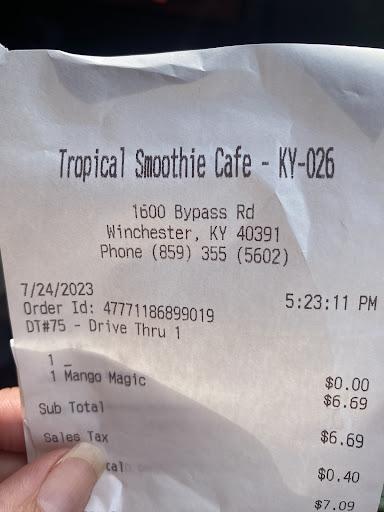 Tropical Smoothie Cafe - KY-026
1600 Bypass Rd
Winchester, KY 40391
Phone (859) 355 (5602)
7/24/2023 5:23:11 PM
Order Id: 47771186899019
DT#75 - Drive Thru 1
1 _
1 Mango Magic $0.00
$6.69
Sub Total
$6.69
Sales Tax
$0.40
$7.09